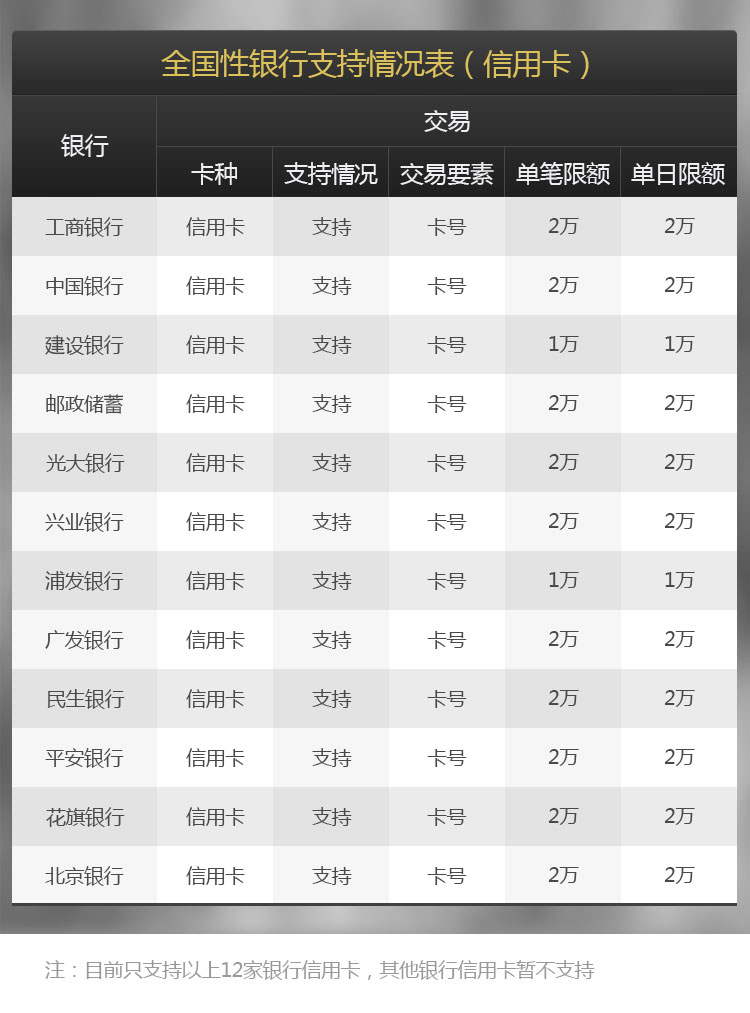 全国性银行支持情况表（信用卡）
银行 交易
卡种 支持情况 交易要素 单笔限额 单日限额
工商银行 信用卡 支持 卡号 2万 2万
中国银行 信用卡 支持 卡号 2万 2万
建设银行 信用卡 支持 卡号 1万 1万
邮政储蓄 信用卡 支持 卡号 2万 2万
光大银行 信用卡 支持 卡号 2万 2万
兴业银行 信用卡 支持 卡号 2万 2万
浦发银行 信用卡 支持 卡号 1万 1万
广发银行 信用卡 支持 卡号 2万 2万
民生银行 信用卡 支持 卡号 2万 2万
平安银行 信用卡 支持 卡号 2万 2万
花旗银行 信用卡 支持 卡号 2万 2万
北京银行 信用卡 支持 卡号 2万 2万
注：目前只支持以上12家银行信用卡，其他银行信用卡暂不支持